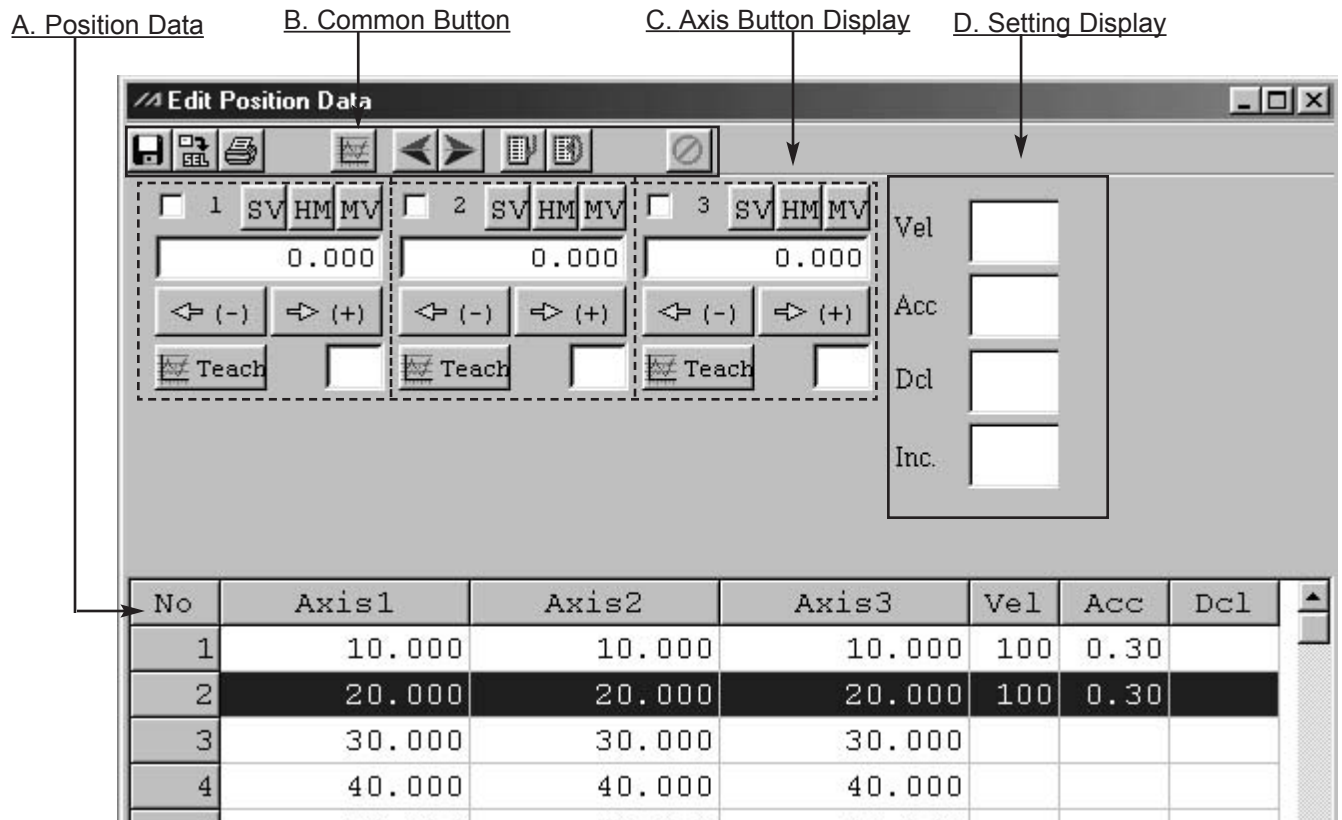 A. Position Data B. Common Button C. Axis Button Display D. Setting Display
Edit Position Data
SEL
1 SV HM MV 2 SV HM MV 3 SV HM MV
Vel
0.000 0.000 0.000
Acc
(-) (+) (-) (+) (-) (+)
Teach Teach Teach
Dcl
Inc.
No Axis1 Axis2 Axis3 Vel Acc Dcl
1 10.000 10.000 10.000 100 0.30
2 20.000 20.000 20.000 100 0.30
3 30.000 30.000 30.000
4 40.000 40.000 40.000